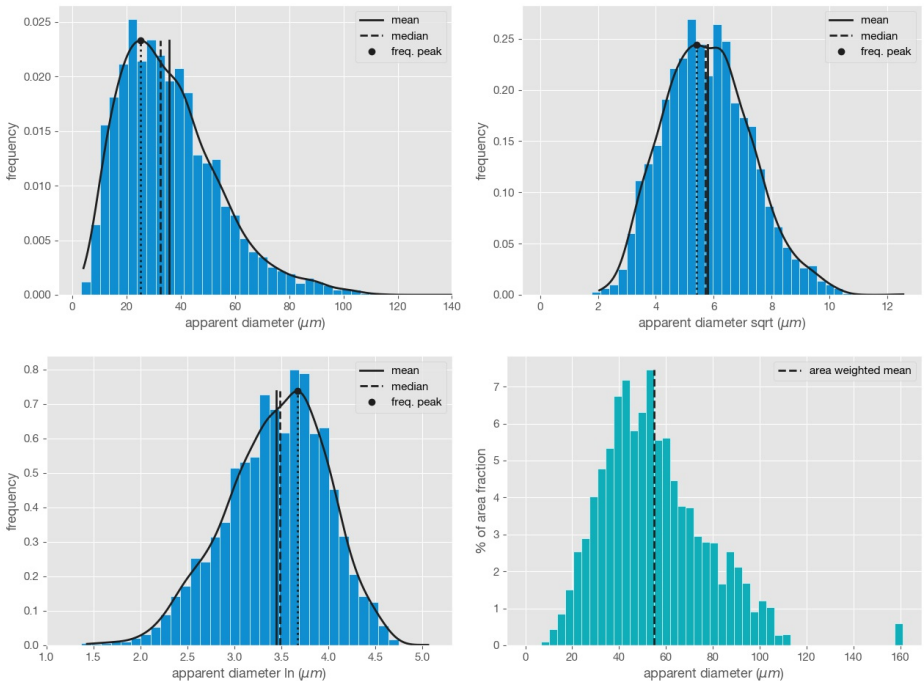 mean
median
freq. peak
0.025
0.020
0.015
0.010
0.005
0.000
frequency
0 20 40 60 80 100 120 140
apparent diameter (μm)
mean
median
freq. peak
0.25
0.20
0.15
0.10
0.05
0.00
frequency
0 2 4 6 8 10 12
apparent diameter sqrt (μm)
mean
median
freq. peak
0.8
0.7
0.6
0.5
0.4
0.3
0.2
0.1
0.0
frequency
1.0 1.5 2.0 2.5 3.0 3.5 4.0 4.5 5.0
apparent diameter ln (μm)
area weighted mean
7
6
5
4
3
2
1
0
% of area fraction
0 20 40 60 80 100 120 140 160
apparent diameter (μm)